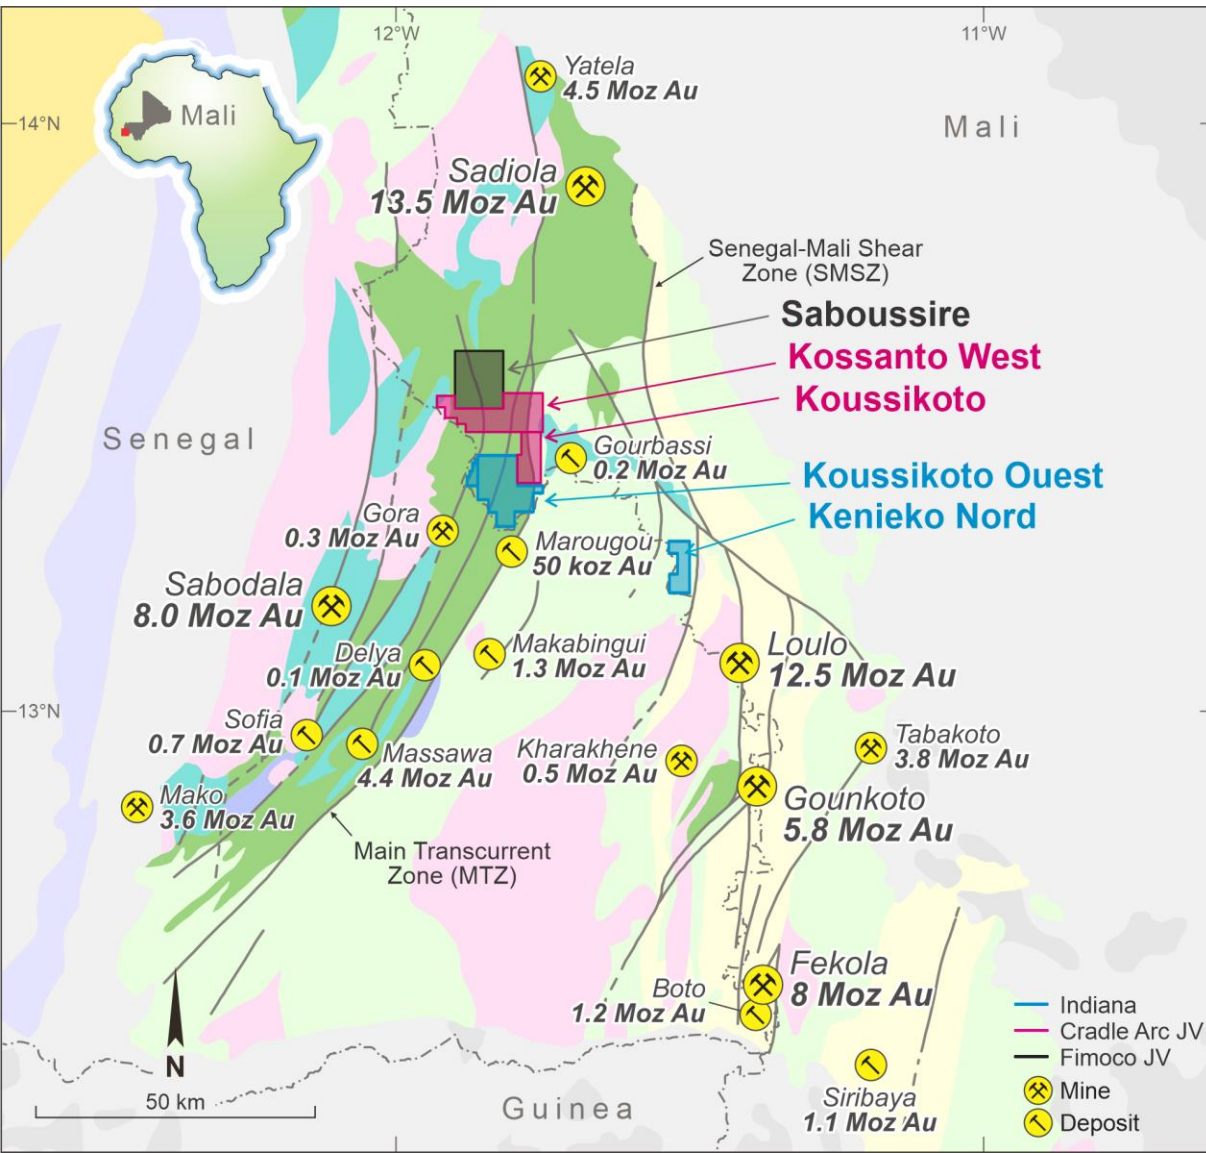 12°W
11°W
14°N
Mali
Yatela
4.5 Moz Au
Mali
Sadiola
13.5 Moz Au
Senegal-Mali Shear
Zone (SMSZ)
Saboussire
Kossanto West
Koussikoto
Senegal
Gourbassi
0.2 Moz Au
Koussikoto Ouest
Kenieko Nord
Gora
0.3 Moz Au
Marougou
50 koz Au
Sabodala
8.0 Moz Au
Delya
0.1 Moz Au
Makabingui
1.3 Moz Au
Loulo
12.5 Moz Au
13°N
Sofia
0.7 Moz Au
Massawa
4.4 Moz Au
Kharakhene
0.5 Moz Au
Tabakoto
3.8 Moz Au
Mako
3.6 Moz Au
Gounkoto
5.8 Moz Au
Main Transcurrent
Zone (MTZ)
Fekola
8 Moz Au
Boto
1.2 Moz Au
N
50 km
Guinea
Siribaya
1.1 Moz Au
Indiana
Cradle Arc JV
Fimoco JV
Mine
Deposit